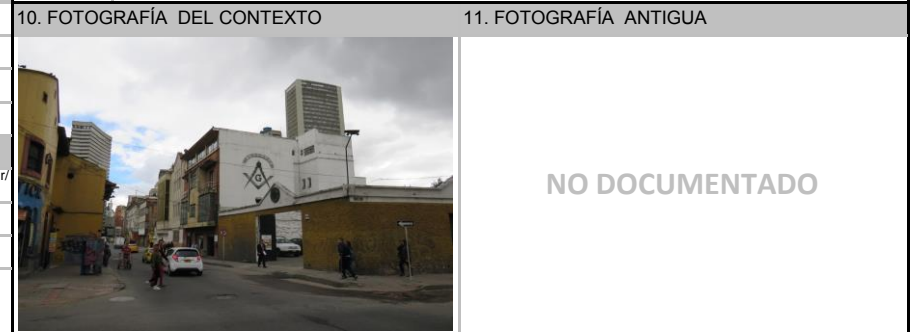 10. FOTOGRAFÍA DEL CONTEXTO
11. FOTOGRAFÍA ANTIGUA
r/
G
NO DOCUMENTADO